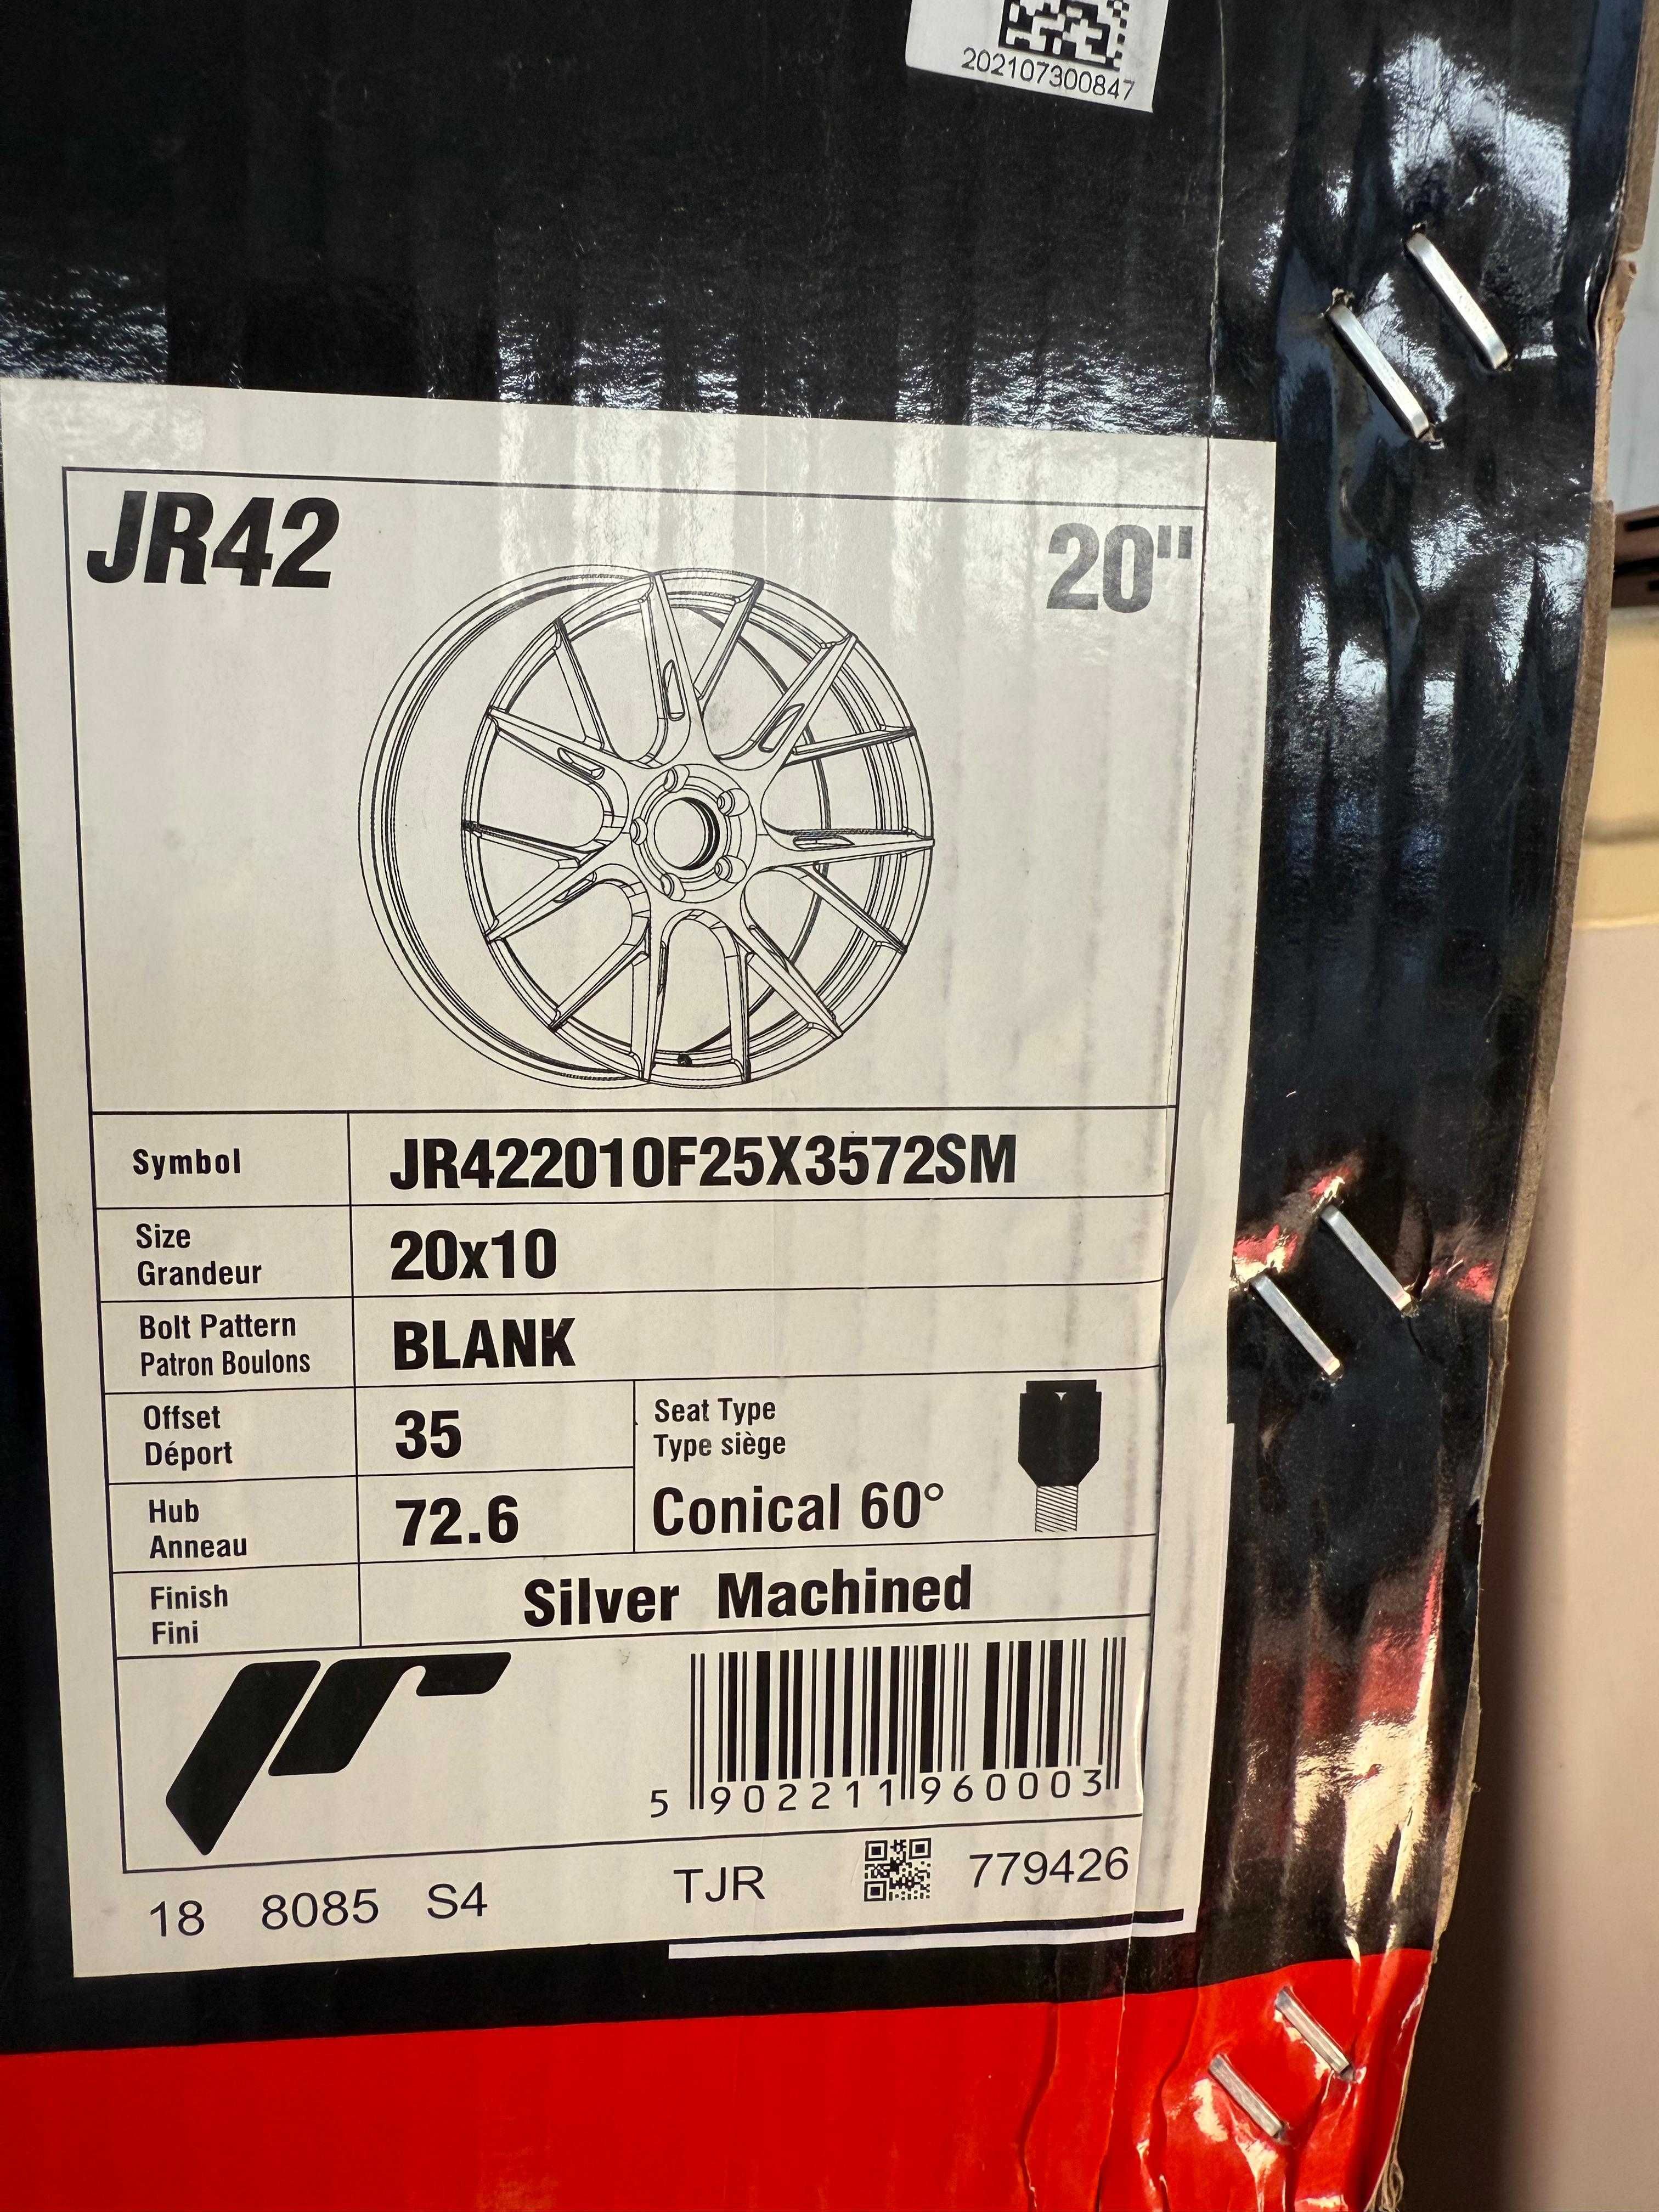 202107300847
JR42
20"
Symbol
JR422010F25X3572SM
Size
Grandeur
20x10
Bolt Pattern
Patron Boulons
BLANK
Offset
Déport
35
Seat Type
Type siège
Conical 60°
Hub
Anneau
72.6
Finish
Fini
Silver Machined
jr
5 902211 960003
18 8085 S4
TJR
779426